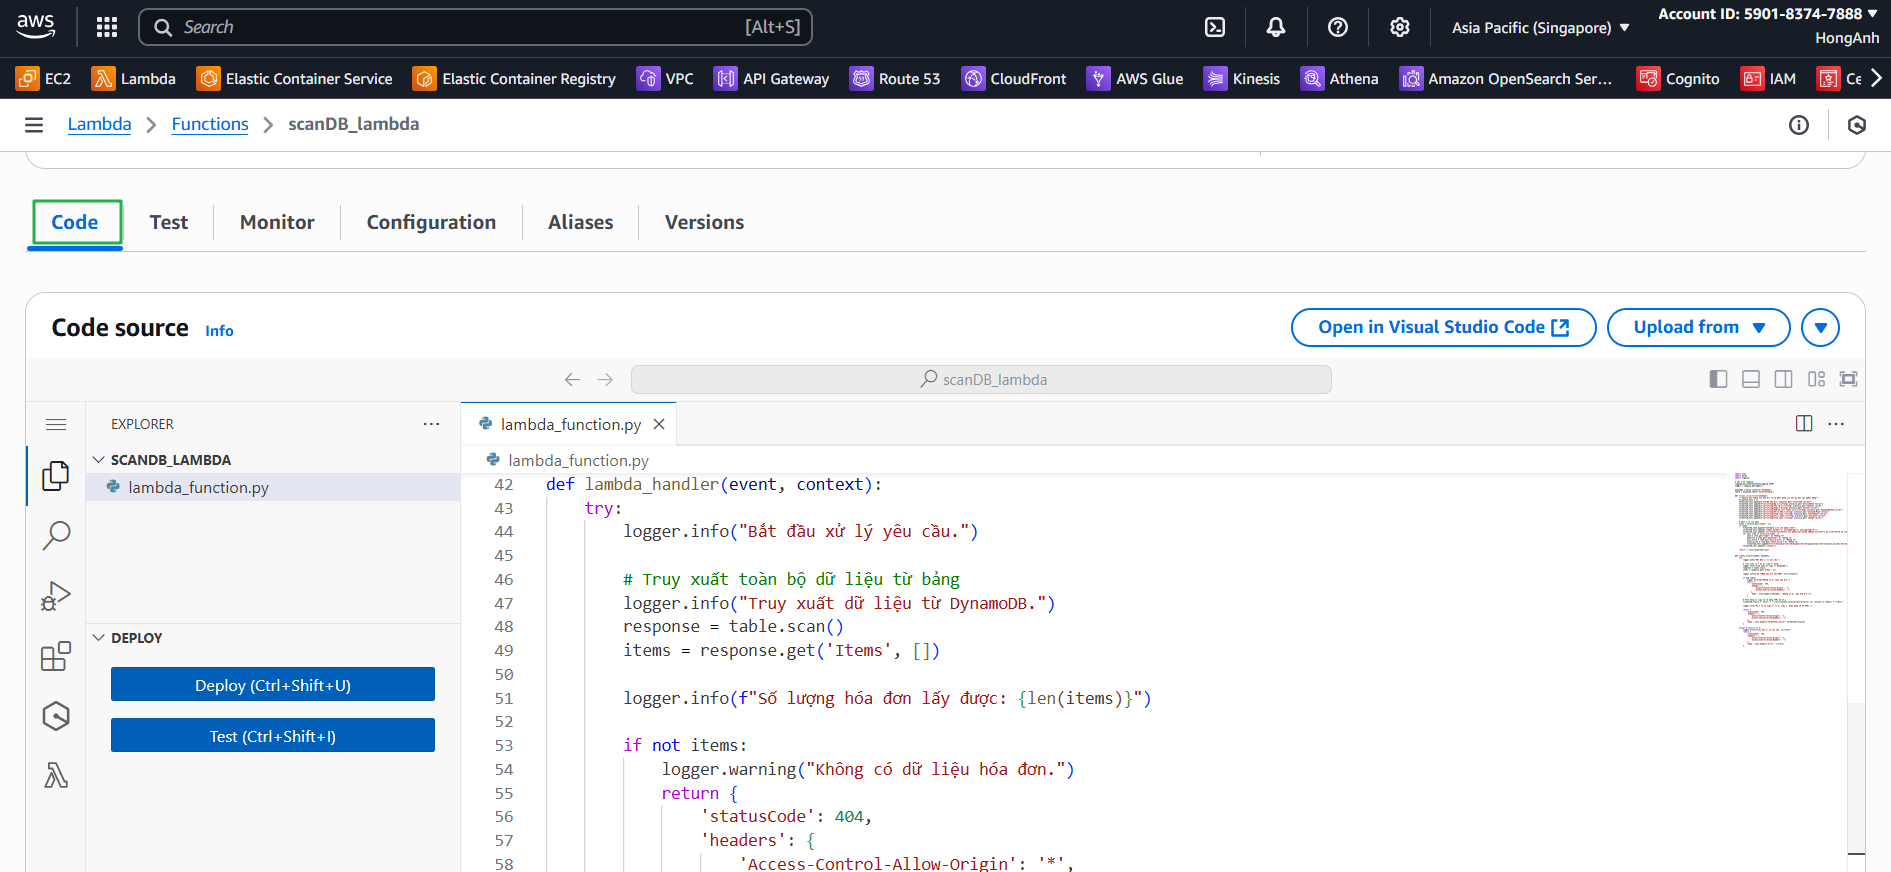 aws
Search [Alt+S]
Asia Pacific (Singapore)
Account ID: 5901-8374-7888
HongAnh
EC2 Lambda Elastic Container Service Elastic Container Registry VPC API Gateway Route 53 CloudFront AWS Glue Kinesis Athena Amazon OpenSearch Ser... Cognito IAM Ce
Lambda > Functions > scanDB_lambda
Code Test Monitor Configuration Aliases Versions
Code source Info
Open in Visual Studio Code Upload from
scanDB_lambda
EXPLORER ...
lambda_function.py
SCANDB_LAMBDA
lambda_function.py
lambda_function.py
DEPLOY
Deploy (Ctrl+Shift+U)
Test (Ctrl+Shift+I)
42 def lambda_handler(event, context):
43 try:
44 logger.info("Bắt đầu xử lý yêu cầu.")
45
46 # Truy xuất toàn bộ dữ liệu từ bảng
47 logger.info("Truy xuất dữ liệu từ DynamoDB.")
48 response = table.scan()
49 items = response.get('Items', [])
50
51 logger.info(f"Số lượng hóa đơn lấy được: {len(items)}")
52
53 if not items:
54 logger.warning("Không có dữ liệu hóa đơn.")
55 return {
56 'statusCode': 404,
57 'headers': {
58 'Access-Control-Allow-Origin': '*',